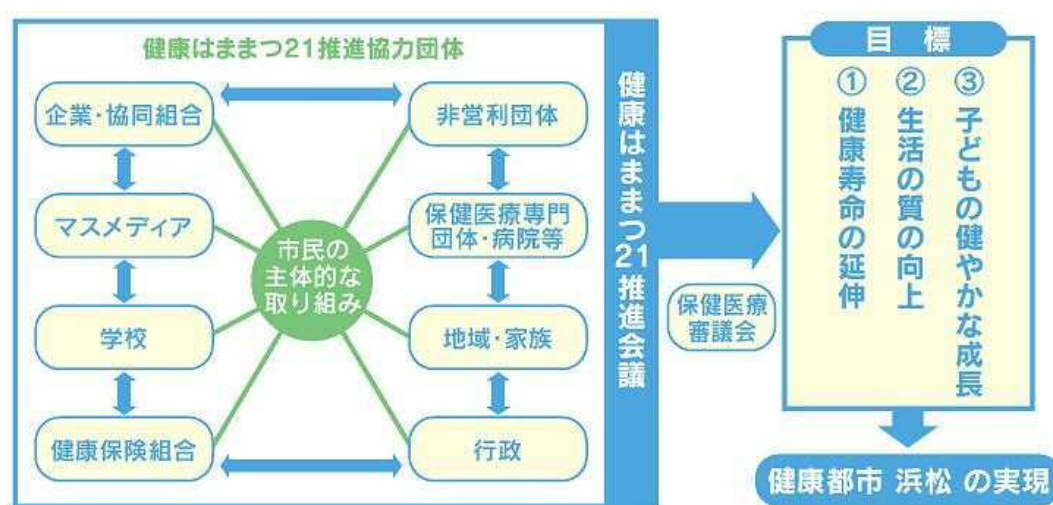 健康はままつ21推進協力団体
企業・協同組合
マスメディア
学校
健康保険組合
市民の
主体的な
取り組み
非営利団体
保健医療専門
団体・病院等
地域・家族
行政
健康はままつ21推進会議
保健医療
審議会
目 標
① 健康寿命の延伸
② 生活の質の向上
③ 子どもの健やかな成長
健康都市 浜松 の実現